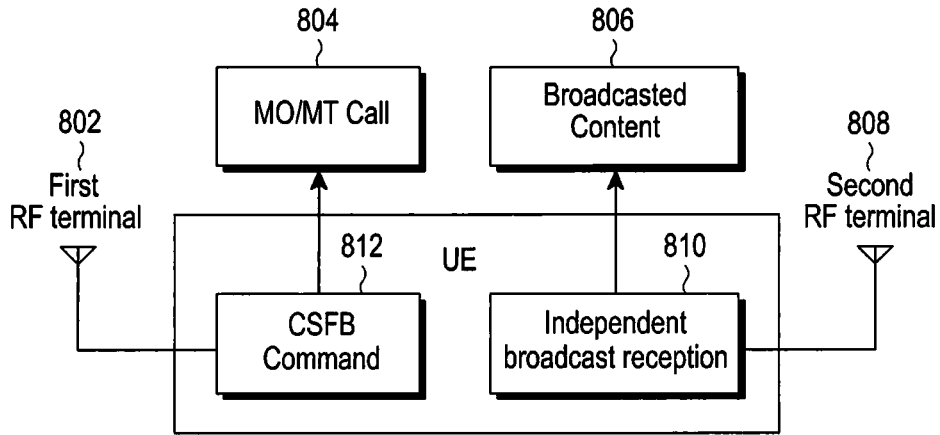 804
806
MO/MT Call
Broadcasted
Content
802
808
First
RF terminal
Second
RF terminal
812
UE
810
CSFB
Command
Independent
broadcast reception